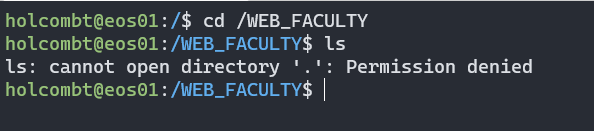 holcombt@eos01:/$ cd /WEB_FACULTY
holcombt@eos01:/WEB_FACULTY$ ls
ls: cannot open directory '.': Permission denied
holcombt@eos01:/WEB_FACULTY$